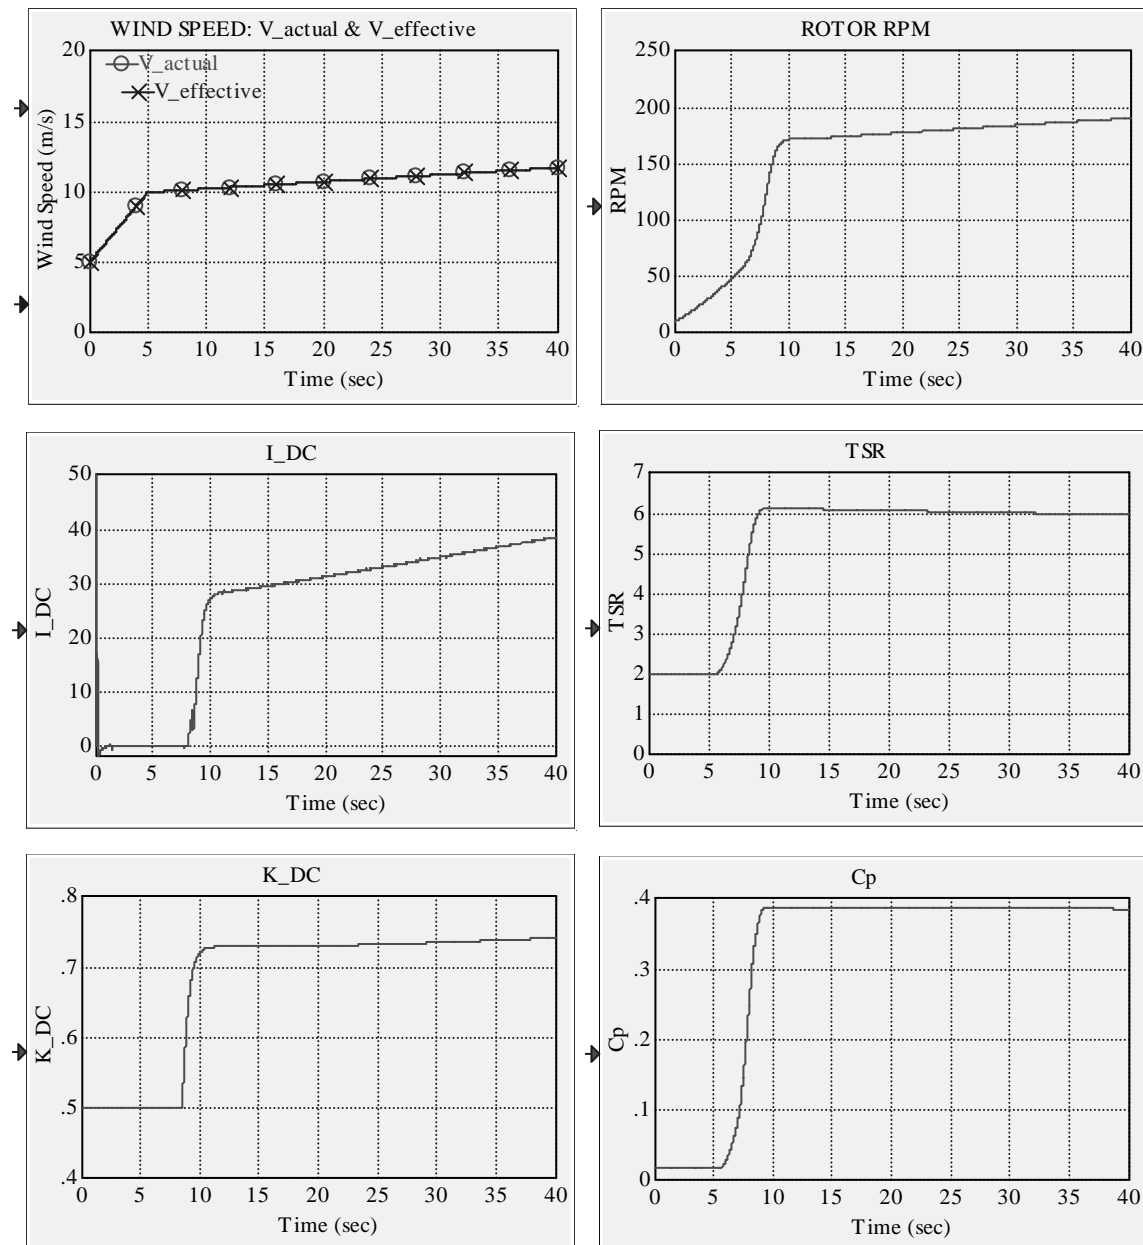 WIND SPEED: V_actual & V_effective
20
V_actual
V_effective
15
10
5
0
Wind Speed (m/s)
0 5 10 15 20 25 30 35 40
Time (sec)
ROTOR RPM
250
200
150
100
50
0
RPM
0 5 10 15 20 25 30 35 40
Time (sec)
I_DC
50
40
30
20
10
0
I_DC
0 5 10 15 20 25 30 35 40
Time (sec)
TSR
7
6
5
4
3
2
1
0
TSR
0 5 10 15 20 25 30 35 40
Time (sec)
K_DC
.8
.7
.6
.5
.4
K_DC
0 5 10 15 20 25 30 35 40
Time (sec)
Cp
.4
.3
.2
.1
0
Cp
0 5 10 15 20 25 30 35 40
Time (sec)